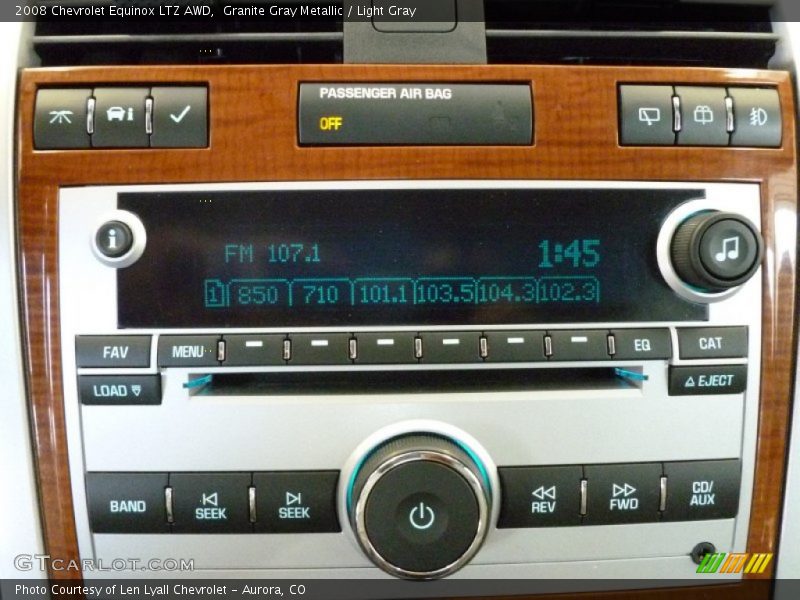 2008 Chevrolet Equinox LTZ AWD,  Granite Gray Metallic / Light Gray
PASSENGER AIR BAG
OFF
i
FM 107.1
1:45
1 850 710 101.1 103.5 104.3 102.3
FAV
MENU
EQ
CAT
LOAD
EJECT
BAND
SEEK
SEEK
REV
FWD
CD/
AUX
GTCARLOT.COM
Photo Courtesy of Len Lyall Chevrolet - Aurora, CO